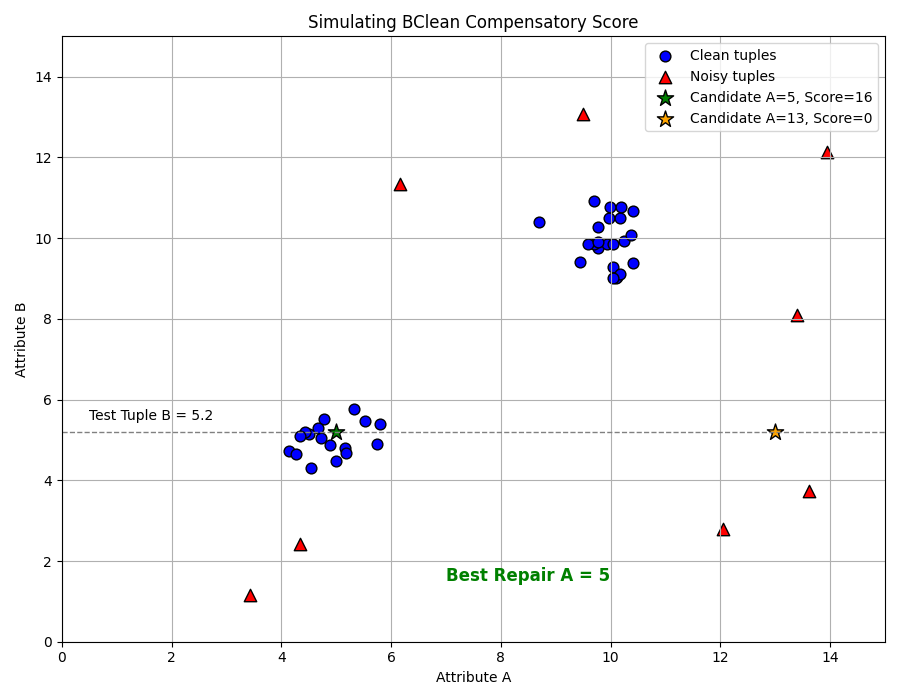 Simulating BClean Compensatory Score
Clean tuples
Noisy tuples
Candidate A=5, Score=16
Candidate A=13, Score=0
Attribute B
14
12
10
8
6
4
2
0
Test Tuple B = 5.2
Best Repair A = 5
0 2 4 6 8 10 12 14
Attribute A